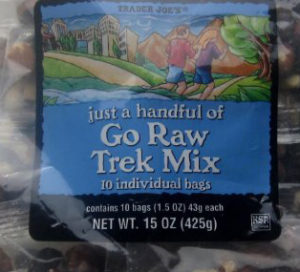 TRADER JOE'S®
just a handful of
Go Raw
Trek Mix
10 individual bags
contains 10 bags (1.5 OZ) 43g each
NET WT. 15 OZ (425g)